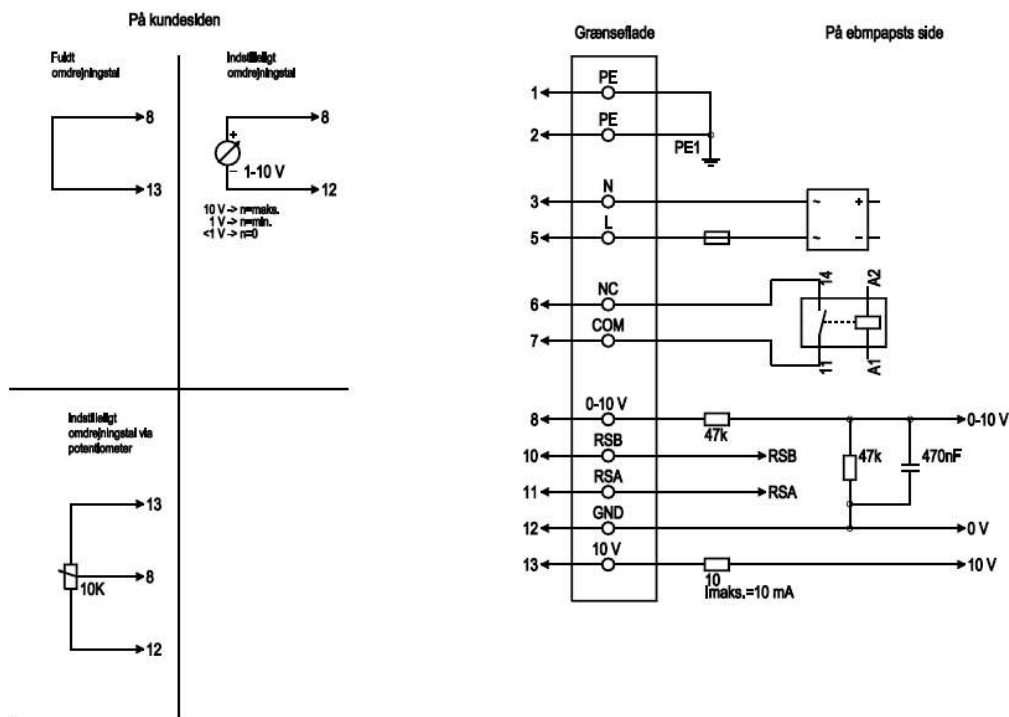 På kundesiden
Fuldt
omdrejningstal
8
13
Indstilleligt
omdrejningstal
8
+
–
1-10 V
12
10 V -> n=maks.
1 V -> n=min.
<1 V -> n=0
Indstilleligt
omdrejningstal via
potentiometer
13
8
10K
12
Grænseflade
På ebmpapsts side
1
PE
2
PE
PE1
3
N
~
+
5
L
~
–
6
NC
14
A2
7
COM
11
A1
8
0-10 V
47k
0-10 V
10
RSB
RSB
47k
470nF
11
RSA
RSA
12
GND
0 V
13
10 V
10
Imaks.=10 mA
10 V